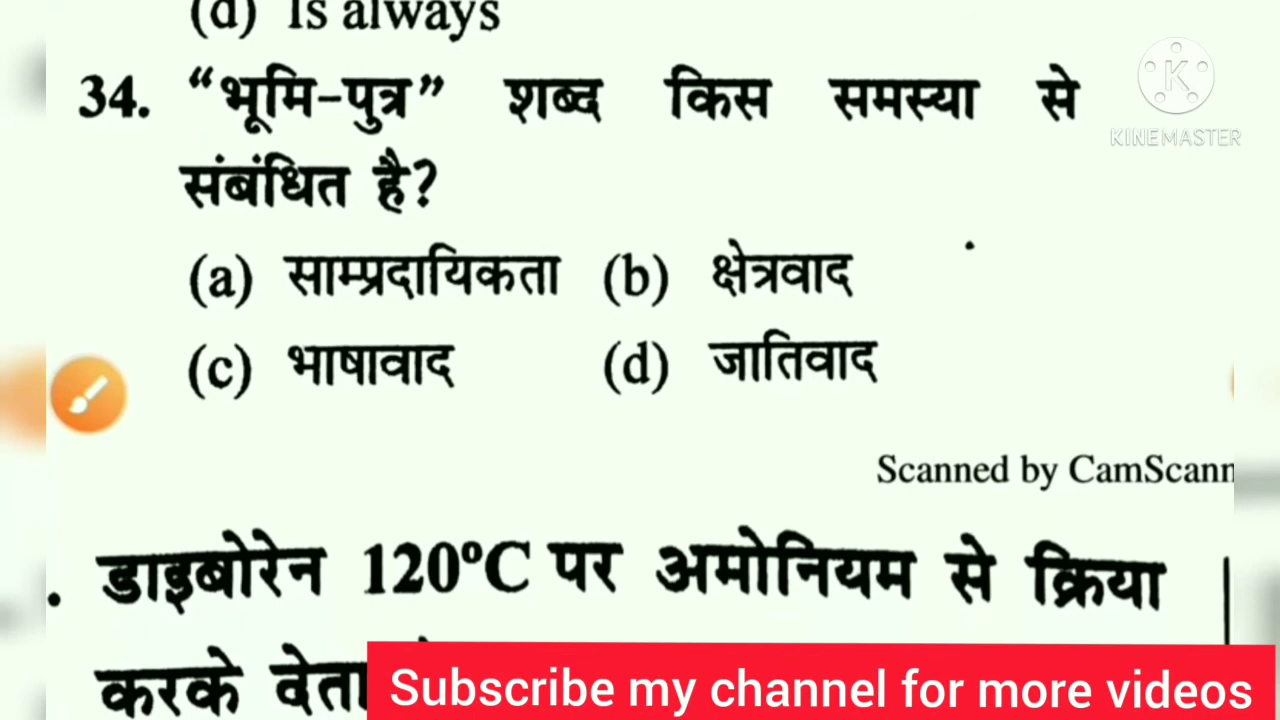 (d) Is always
34. “भूमि-पुत्र” शब्द किस समस्या से
KINEMASTER
संबंधित है?
(a) साम्प्रदायिकता (b) क्षेत्रवाद
(c) भाषावाद (d) जातिवाद
Scanned by CamScann
. डाइबोरेन 120°C पर अमोनियम से क्रिया
करके देता
Subscribe my channel for more videos